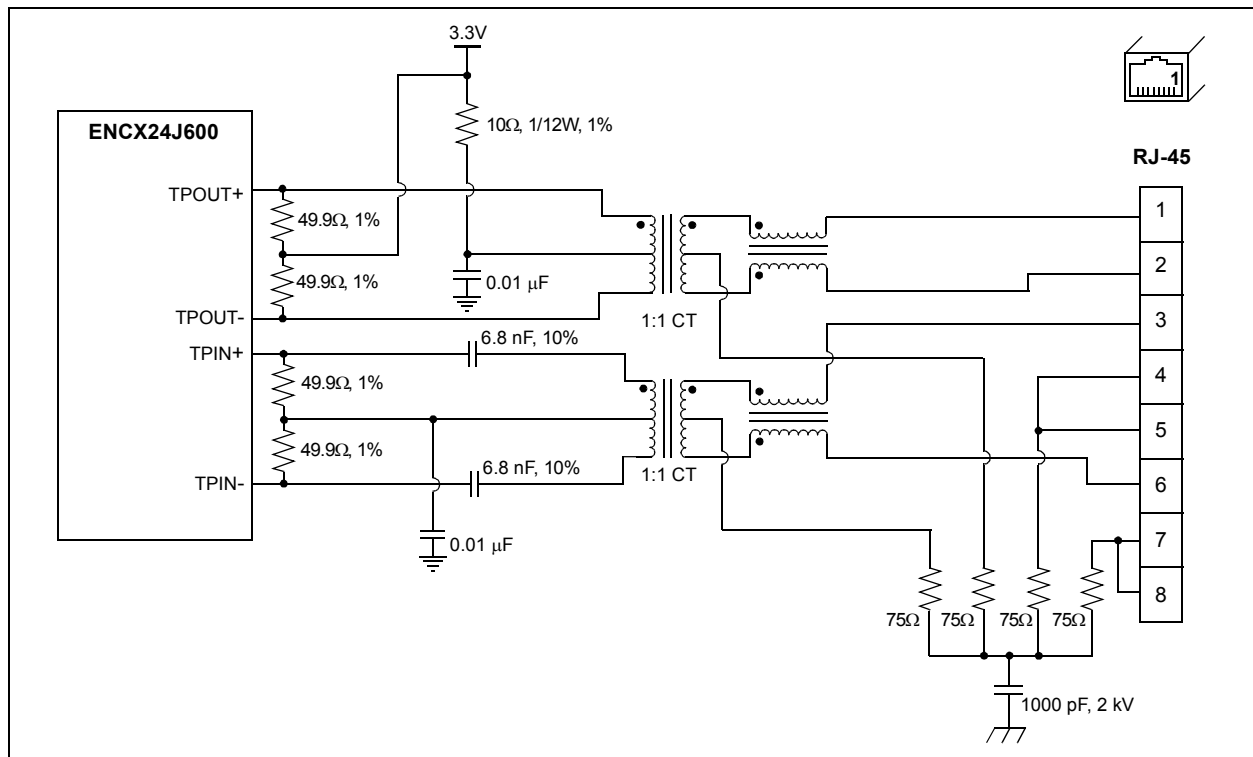 3.3V
1
ENCX24J600
10Ω, 1/12W, 1%
RJ-45
TPOUT+
49.9Ω, 1%
1
2
49.9Ω, 1%
0.01 μF
TPOUT-
1:1 CT
3
6.8 nF, 10%
TPIN+
49.9Ω, 1%
4
5
49.9Ω, 1%
6.8 nF, 10%
1:1 CT
TPIN-
6
0.01 μF
7
8
75Ω
75Ω
75Ω
75Ω
1000 pF, 2 kV